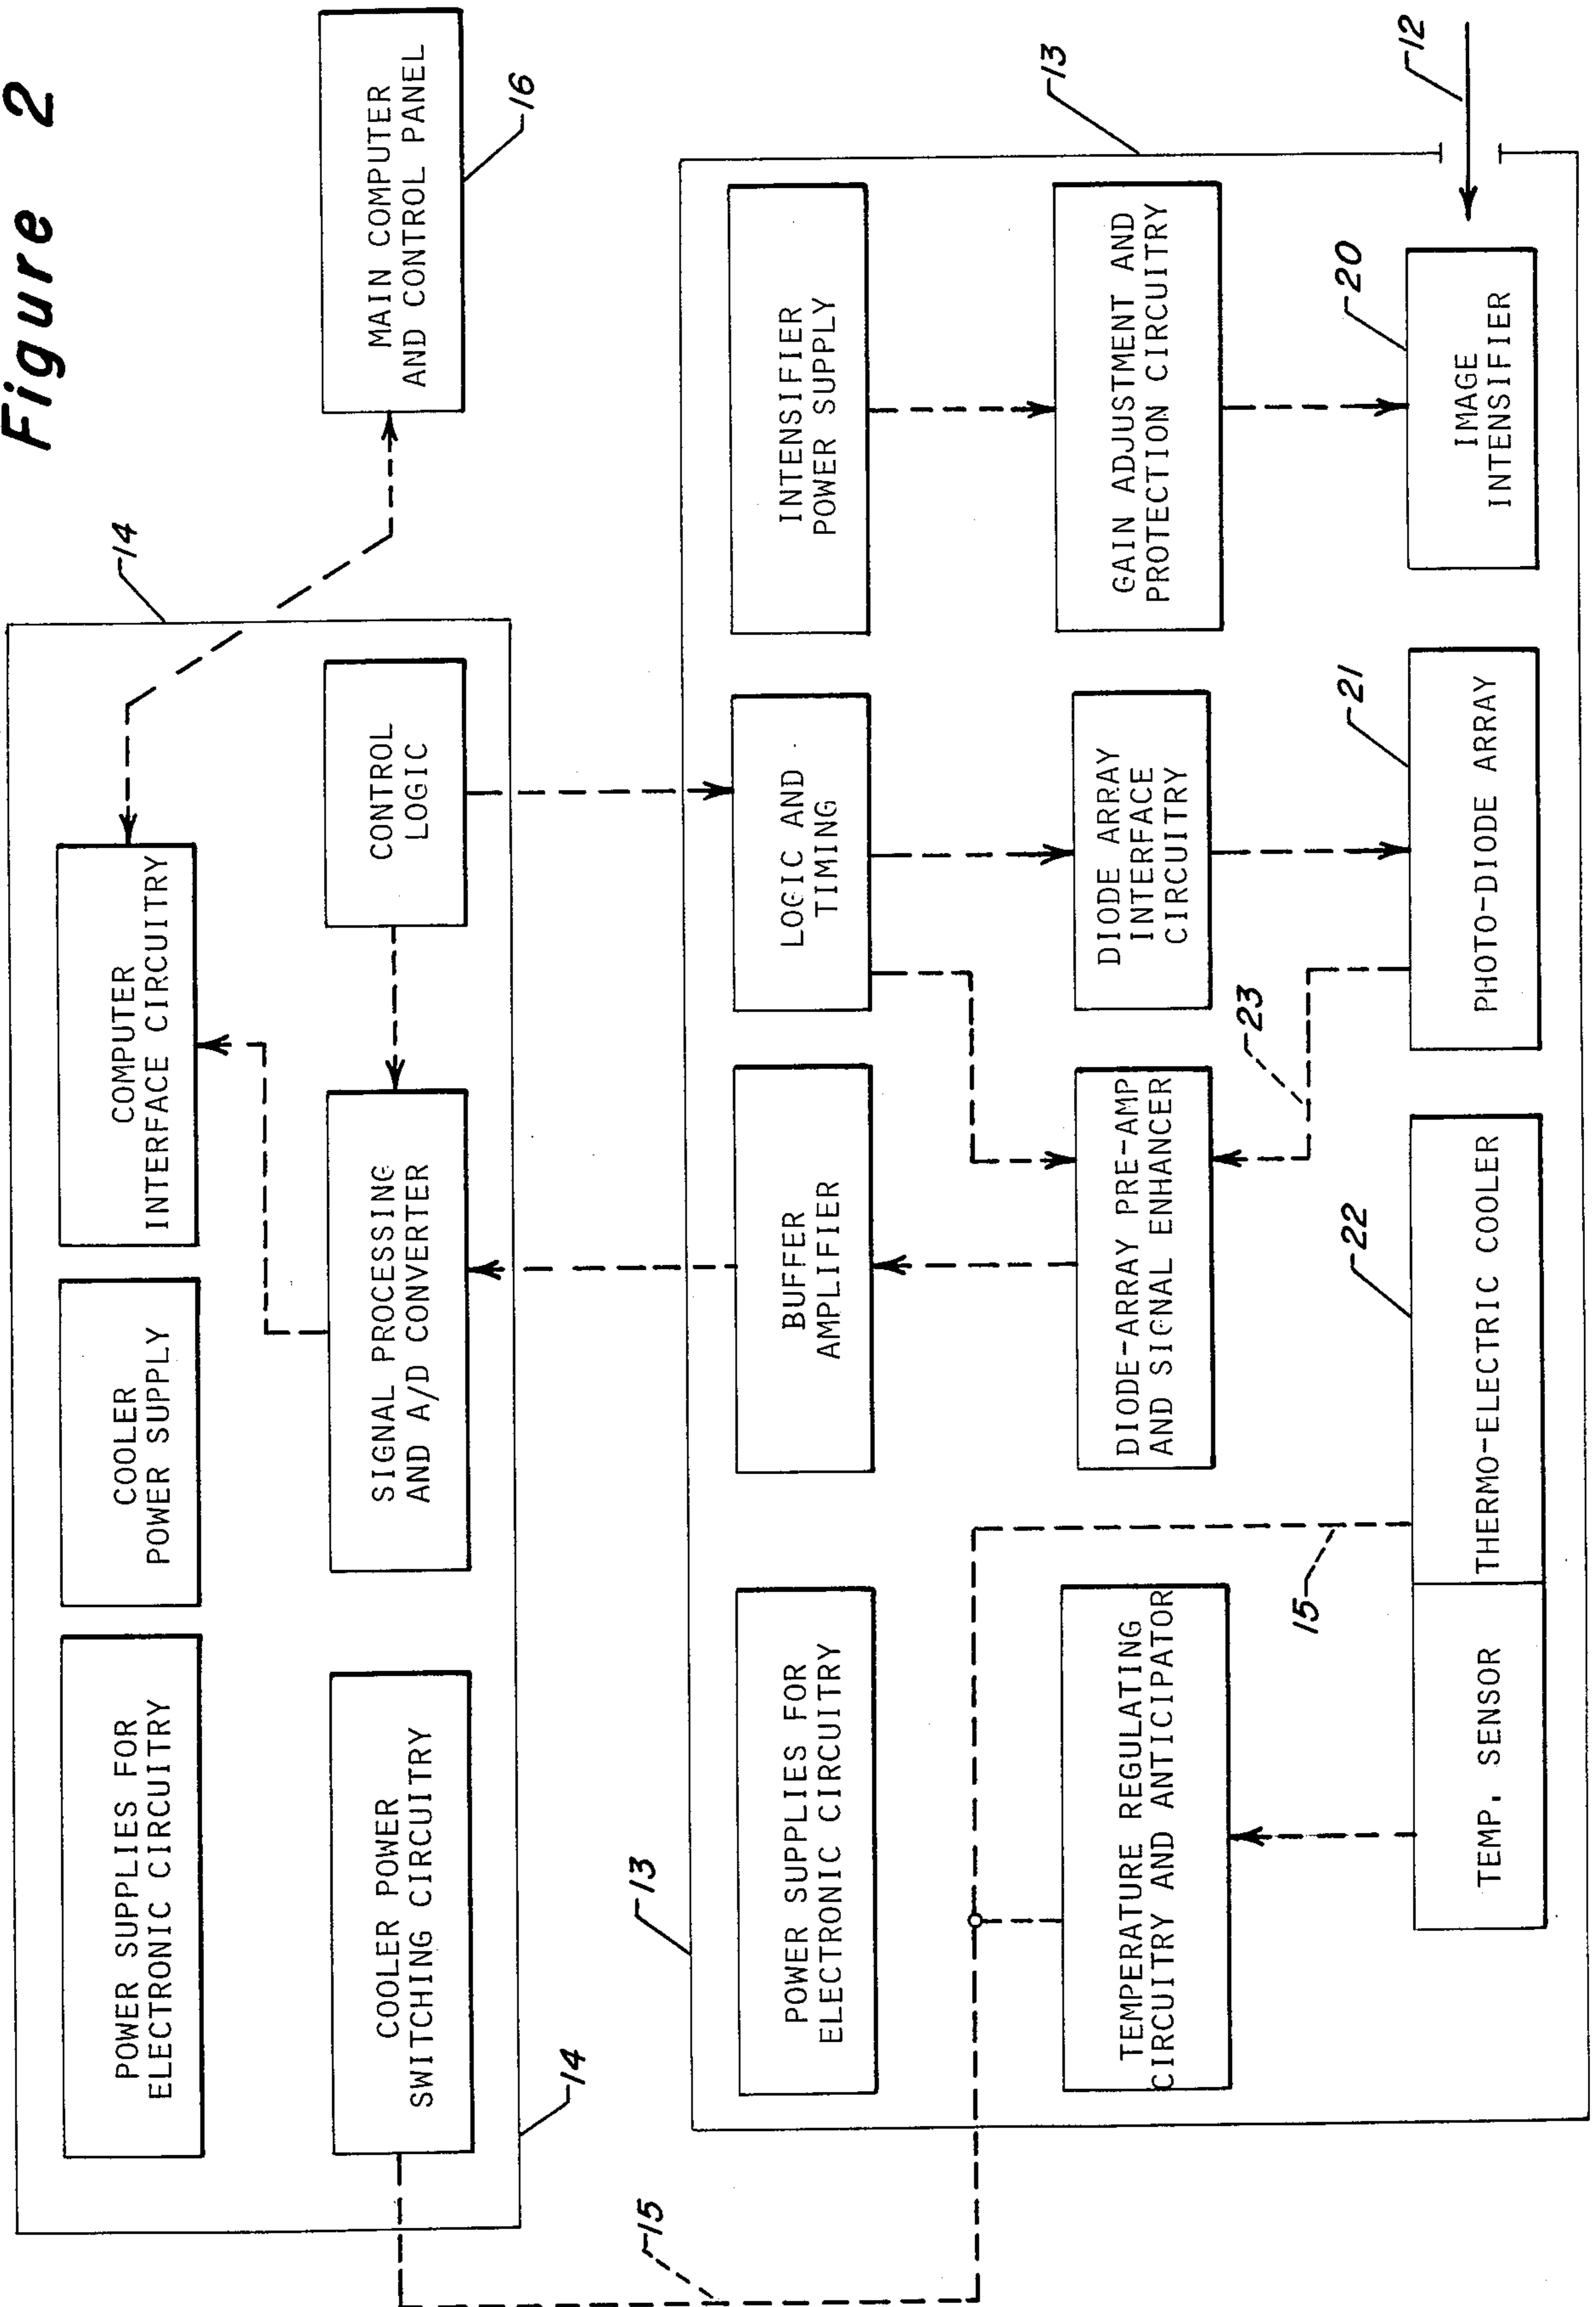 Figure 2
POWER SUPPLIES FOR
ELECTRONIC CIRCUITRY
COOLER
POWER SUPPLY
COMPUTER
INTERFACE CIRCUITRY
14
COOLER POWER
SWITCHING CIRCUITRY
SIGNAL PROCESSING
AND A/D CONVERTER
CONTROL
LOGIC
MAIN COMPUTER
AND CONTROL PANEL
16
14
15
13
POWER SUPPLIES FOR
ELECTRONIC CIRCUITRY
BUFFER
AMPLIFIER
LOGIC AND
TIMING
INTENSIFIER
POWER SUPPLY
13
TEMPERATURE REGULATING
CIRCUITRY AND ANTICIPATOR
DIODE-ARRAY PRE-AMP
AND SIGNAL ENHANCER
DIODE ARRAY
INTERFACE
CIRCUITRY
GAIN ADJUSTMENT AND
PROTECTION CIRCUITRY
15
22
23
21
20
12
TEMP. SENSOR
THERMO-ELECTRIC COOLER
PHOTO-DIODE ARRAY
IMAGE
INTENSIFIER